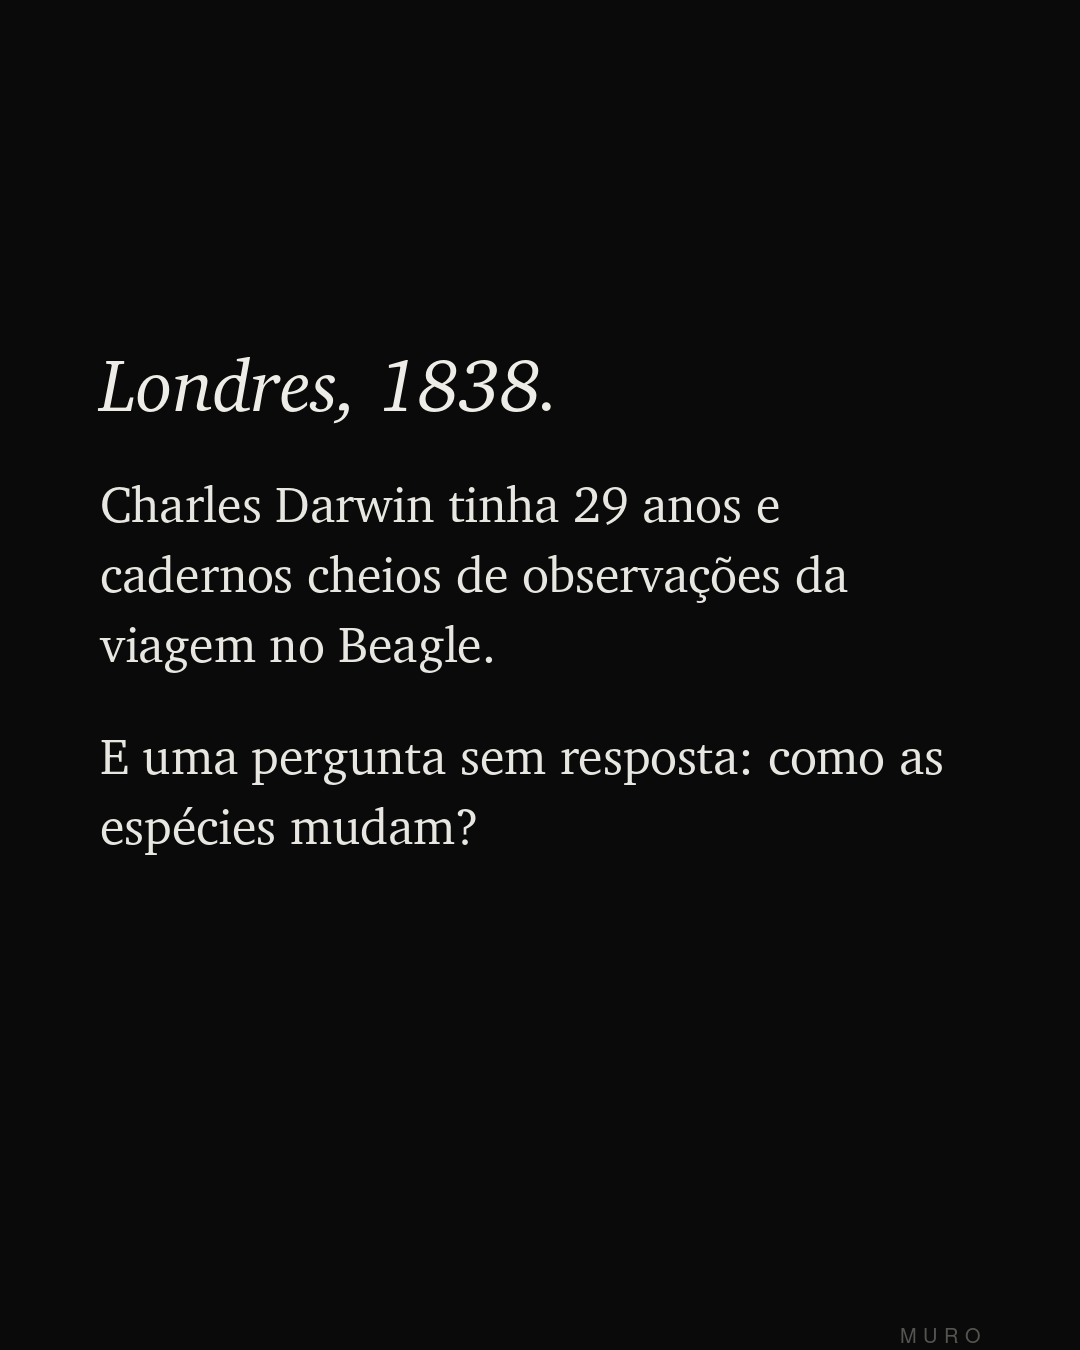 Londres, 1838.
Charles Darwin tinha 29 anos e
cadernos cheios de observações da
viagem no Beagle.
E uma pergunta sem resposta: como as
espécies mudam?
MURO